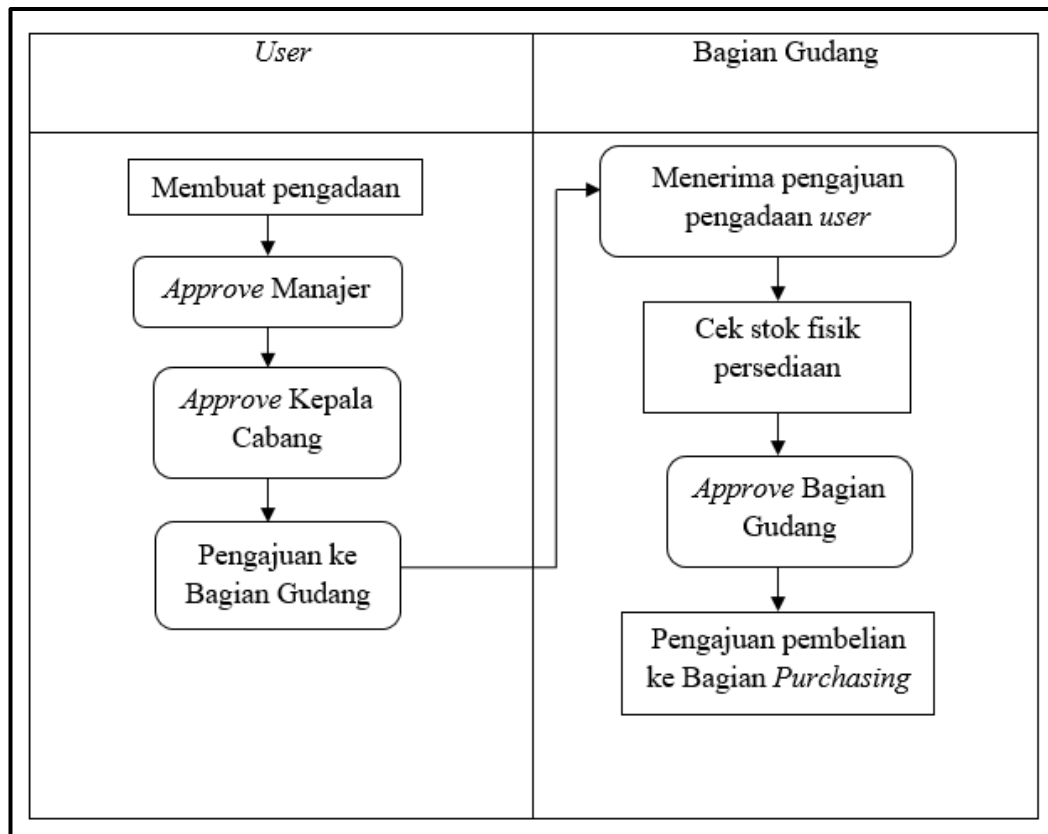 User
Bagian Gudang
Membuat pengadaan
Approve Manajer
Approve Kepala
Cabang
Pengajuan ke
Bagian Gudang
Menerima pengajuan
pengadaan user
Cek stok fisik
persediaan
Approve Bagian
Gudang
Pengajuan pembelian
ke Bagian Purchasing